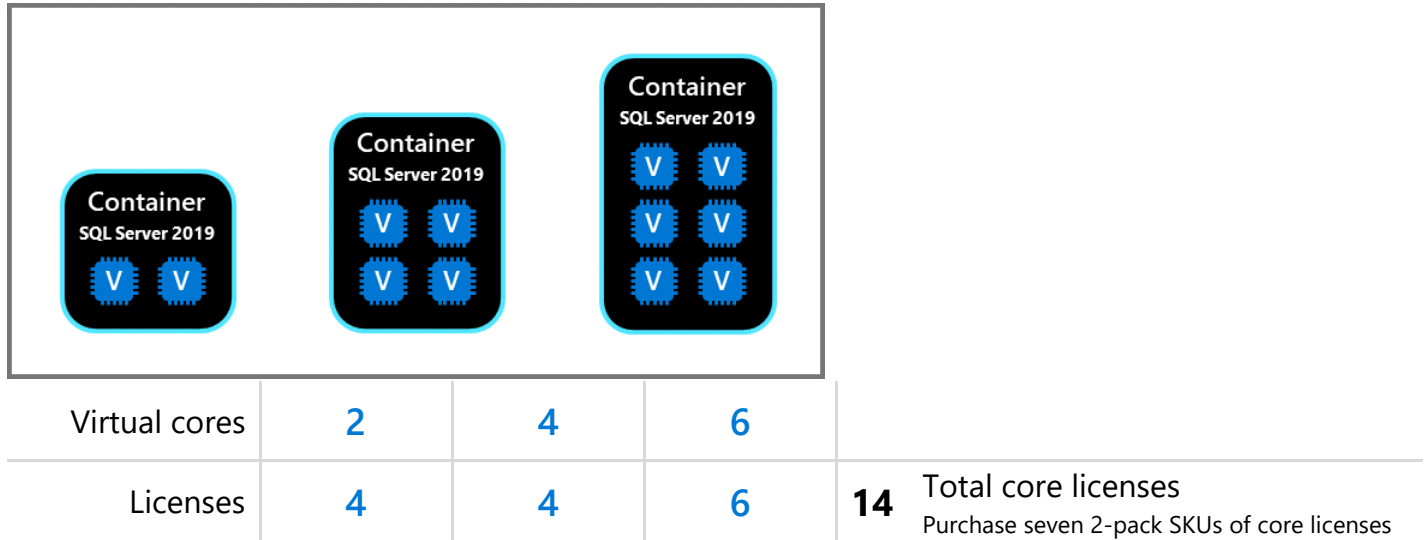 Container
SQL Server 2019
V V
Container
SQL Server 2019
V V
V V
Container
SQL Server 2019
V V
V V
V V
Virtual cores 2 4 6
Licenses 4 4 6 14 Total core licenses
Purchase seven 2-pack SKUs of core licenses